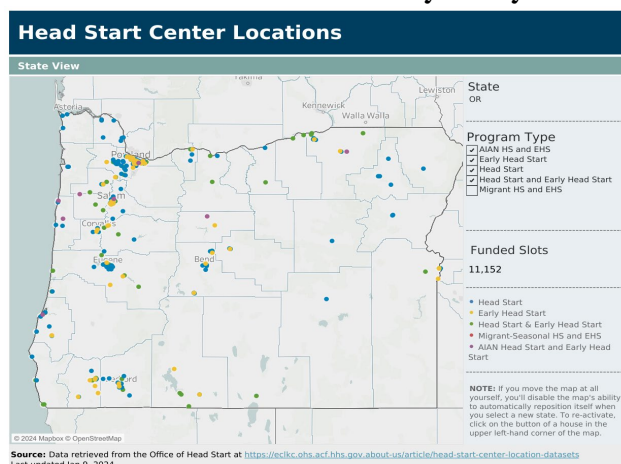 Head Start Center Locations
State View
Yakima
Lewiston
Astoria
Kennewick
Walla Walla
Portland
Salem
Corvallis
Eugene
Bend
Medford
© 2024 Mapbox © OpenStreetMap
State
OR
Program Type
AIAN HS and EHS
Early Head Start
Head Start
Head Start and Early Head Start
Migrant HS and EHS
Funded Slots
11,152
Head Start
Early Head Start
Head Start & Early Head Start
Migrant-Seasonal HS and EHS
AIAN Head Start and Early Head
Start
NOTE: If you move the map at all
yourself, you'll disable the map's ability
to automatically reposition itself when
you select a new state. To re-activate,
click on the button of a house in the
upper left-hand corner of the map.
Source: Data retrieved from the Office of Head Start at https://eclkc.ohs.acf.hhs.gov.about-us/article/head-start-center-location-datasets
Last updated Jan 8, 2024